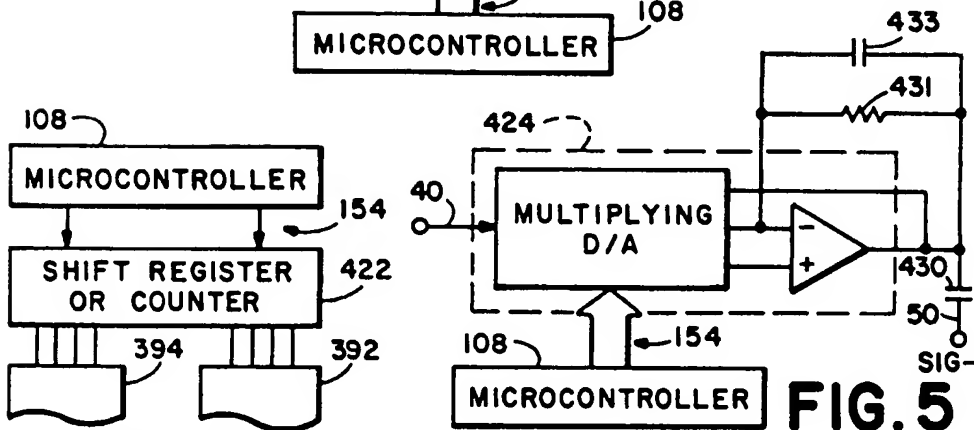 108
MICROCONTROLLER
433
431
108
MICROCONTROLLER
154
SHIFT REGISTER
OR COUNTER
422
394
392
424
40
MULTIPLYING
D/A
-
+
430
50
SIG-
154
108
MICROCONTROLLER
FIG. 5